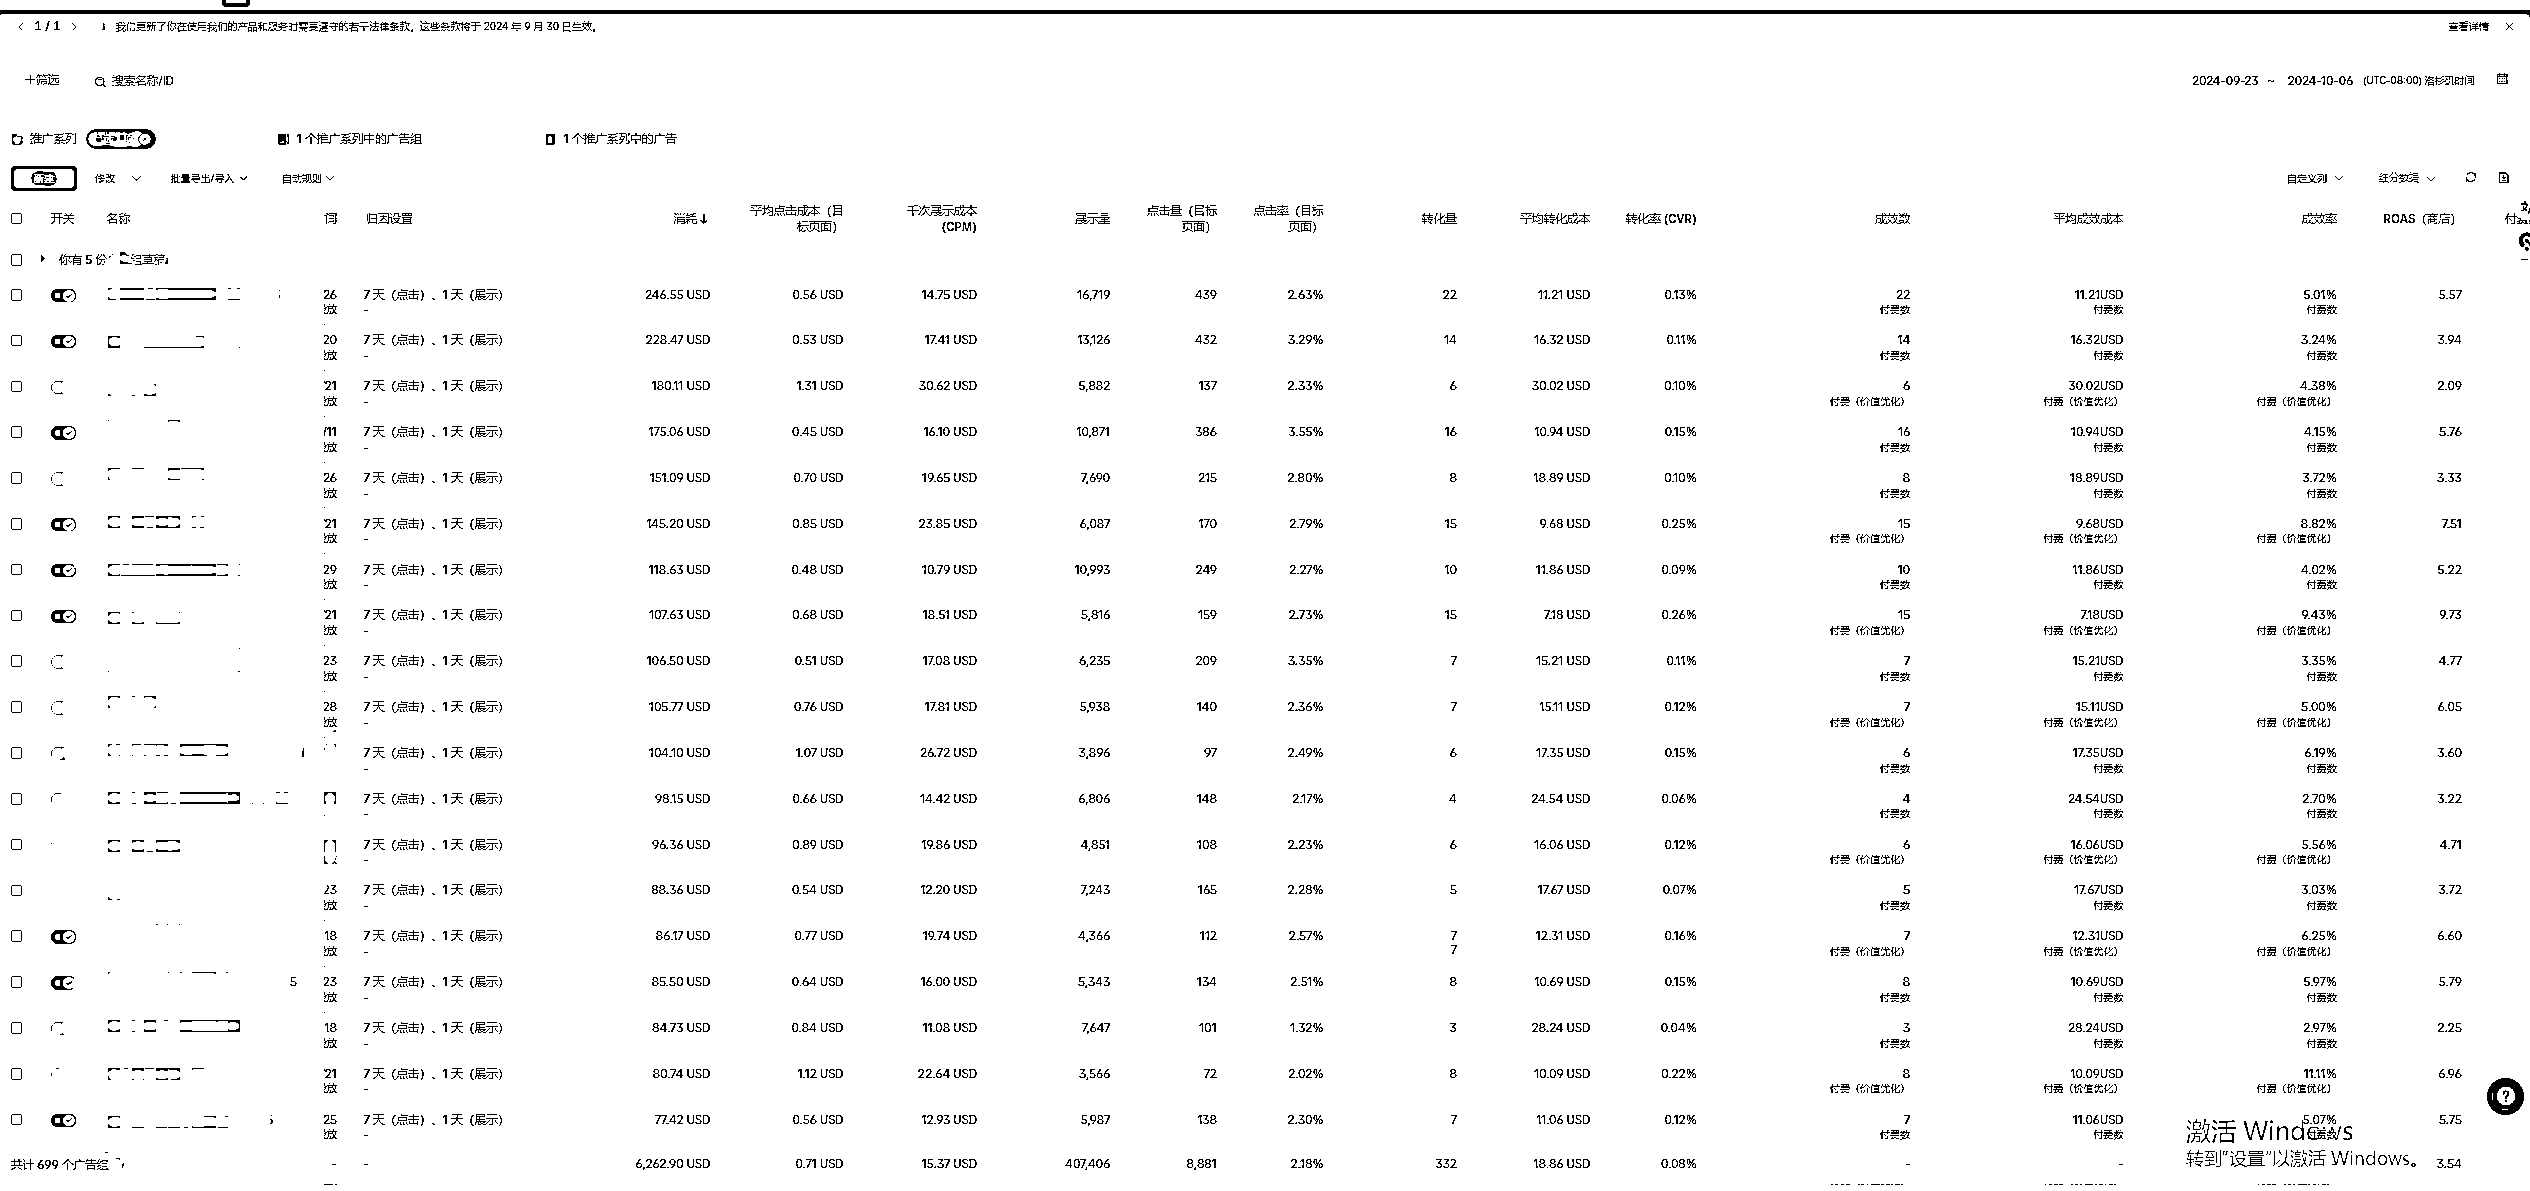 1 / 1 我们更新了你在使用我们的产品和服务时需要遵守的若干法律条款。这些条款将于 2024 年 9 月 30 日生效。 查看详情
+筛选 搜索名称/ID 2024-09-23 ~ 2024-10-06 (UTC-08:00) 洛杉矶时间
推广系列 1 个推广系列中的广告组 1 个推广系列中的广告
新建 修改 批量导出/导入 自动规则 自定义列 细分数据
开关 名称 归因设置 消耗↓ 平均点击成本（目标页面） 千次展示成本 (CPM) 展示量 点击量（目标页面） 点击率（目标页面） 转化量 平均转化成本 转化率 (CVR) 成效数 平均成效成本 成效率 ROAS（商店）
你有 5 份
26 7 天（点击）、1 天（展示） 246.55 USD 0.56 USD 14.75 USD 16,719 439 2.63% 22 11.21 USD 0.13% 22 11.21USD 5.01% 5.57
- 付费数 付费数 付费数
20 7 天（点击）、1 天（展示） 228.47 USD 0.53 USD 17.41 USD 13,126 432 3.29% 14 16.32 USD 0.11% 14 16.32USD 3.24% 3.94
- 付费数 付费数 付费数
21 7 天（点击）、1 天（展示） 180.11 USD 1.31 USD 30.62 USD 5,882 137 2.33% 6 30.02 USD 0.10% 6 30.02USD 4.38% 2.09
- 付费（价值优化） 付费（价值优化） 付费（价值优化）
/11 7 天（点击）、1 天（展示） 175.06 USD 0.45 USD 16.10 USD 10,871 386 3.55% 16 10.94 USD 0.15% 16 10.94USD 4.15% 5.76
- 付费数 付费数 付费数
26 7 天（点击）、1 天（展示） 151.09 USD 0.70 USD 19.65 USD 7,690 215 2.80% 8 18.89 USD 0.10% 8 18.89USD 3.72% 3.33
- 付费数 付费数 付费数
21 7 天（点击）、1 天（展示） 145.20 USD 0.85 USD 23.85 USD 6,087 170 2.79% 15 9.68 USD 0.25% 15 9.68USD 8.82% 7.51
- 付费（价值优化） 付费（价值优化） 付费（价值优化）
29 7 天（点击）、1 天（展示） 118.63 USD 0.48 USD 10.79 USD 10,993 249 2.27% 10 11.86 USD 0.09% 10 11.86USD 4.02% 5.22
- 付费数 付费数 付费数
21 7 天（点击）、1 天（展示） 107.63 USD 0.68 USD 18.51 USD 5,816 159 2.73% 15 7.18 USD 0.26% 15 7.18USD 9.43% 9.73
- 付费（价值优化） 付费（价值优化） 付费（价值优化）
23 7 天（点击）、1 天（展示） 106.50 USD 0.51 USD 17.08 USD 6,235 209 3.35% 7 15.21 USD 0.11% 7 15.21USD 3.35% 4.77
- 付费数 付费数 付费数
28 7 天（点击）、1 天（展示） 105.77 USD 0.76 USD 17.81 USD 5,938 140 2.36% 7 15.11 USD 0.12% 7 15.11USD 5.00% 6.05
- 付费（价值优化） 付费（价值优化） 付费（价值优化）
7 天（点击）、1 天（展示） 104.10 USD 1.07 USD 26.72 USD 3,896 97 2.49% 6 17.35 USD 0.15% 6 17.35USD 6.19% 3.60
- 付费数 付费数 付费数
7 天（点击）、1 天（展示） 98.15 USD 0.66 USD 14.42 USD 6,806 148 2.17% 4 24.54 USD 0.06% 4 24.54USD 2.70% 3.22
- 付费数 付费数 付费数
7 天（点击）、1 天（展示） 96.36 USD 0.89 USD 19.86 USD 4,851 108 2.23% 6 16.06 USD 0.12% 6 16.06USD 5.56% 4.71
- 付费（价值优化） 付费（价值优化） 付费（价值优化）
23 7 天（点击）、1 天（展示） 88.36 USD 0.54 USD 12.20 USD 7,243 165 2.28% 5 17.67 USD 0.07% 5 17.67USD 3.03% 3.72
- 付费数 付费数 付费数
18 7 天（点击）、1 天（展示） 86.17 USD 0.77 USD 19.74 USD 4,366 112 2.57% 7 12.31 USD 0.16% 7 12.31USD 6.25% 6.60
- 7 付费（价值优化） 付费（价值优化） 付费（价值优化）
5 23 7 天（点击）、1 天（展示） 85.50 USD 0.64 USD 16.00 USD 5,343 134 2.51% 8 10.69 USD 0.15% 8 10.69USD 5.97% 5.79
- 付费数 付费数 付费数
18 7 天（点击）、1 天（展示） 84.73 USD 0.84 USD 11.08 USD 7,647 101 1.32% 3 28.24 USD 0.04% 3 28.24USD 2.97% 2.25
- 付费数 付费数 付费数
21 7 天（点击）、1 天（展示） 80.74 USD 1.12 USD 22.64 USD 3,566 72 2.02% 8 10.09 USD 0.22% 8 10.09USD 11.11% 6.96
- 付费（价值优化） 付费（价值优化） 付费（价值优化）
25 7 天（点击）、1 天（展示） 77.42 USD 0.56 USD 12.93 USD 5,987 138 2.30% 7 11.06 USD 0.12% 7 11.06USD 5.07% 5.75
- 付费数 付费数 付费数
激活 Windows
转到"设置"以激活 Windows。
共计 699 个广告组 - - 6,262.90 USD 0.71 USD 15.37 USD 407,406 8,881 2.18% 332 18.86 USD 0.08% - - 3.54